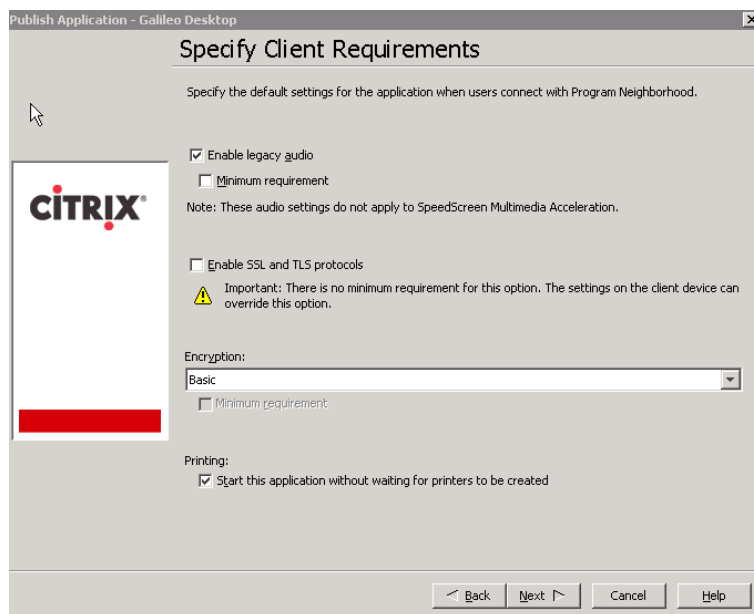 Publish Application - Galileo Desktop
Specify Client Requirements
Specify the default settings for the application when users connect with Program Neighborhood.
Enable legacy audio
Minimum requirement
Note: These audio settings do not apply to SpeedScreen Multimedia Acceleration.
CITRIX®
Enable SSL and TLS protocols
Important: There is no minimum requirement for this option. The settings on the client device can
override this option.
Encryption:
Basic
Minimum requirement
Printing:
Start this application without waiting for printers to be created
< Back Next > Cancel Help